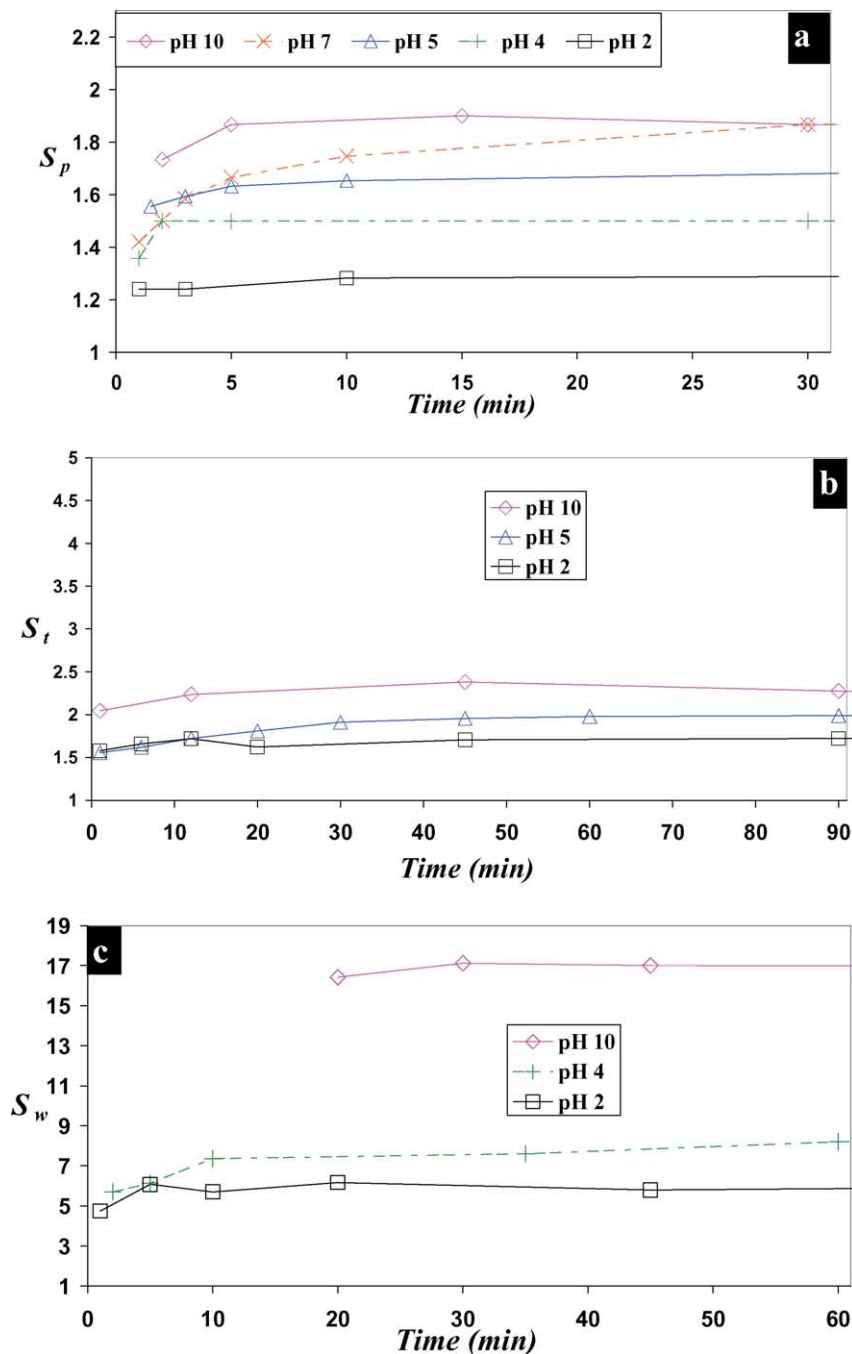 pH 10 pH 7 pH 5 pH 4 pH 2
a
2.2
2
1.8
1.6
1.4
1.2
1
S_p
0 5 10 15 20 25 30
Time (min)
b
5
4.5
4
3.5
3
2.5
2
1.5
1
S_t
pH 10
pH 5
pH 2
0 10 20 30 40 50 60 70 80 90
Time (min)
c
19
17
15
13
11
9
7
5
3
1
S_w
pH 10
pH 4
pH 2
0 10 20 30 40 50 60
Time (min)